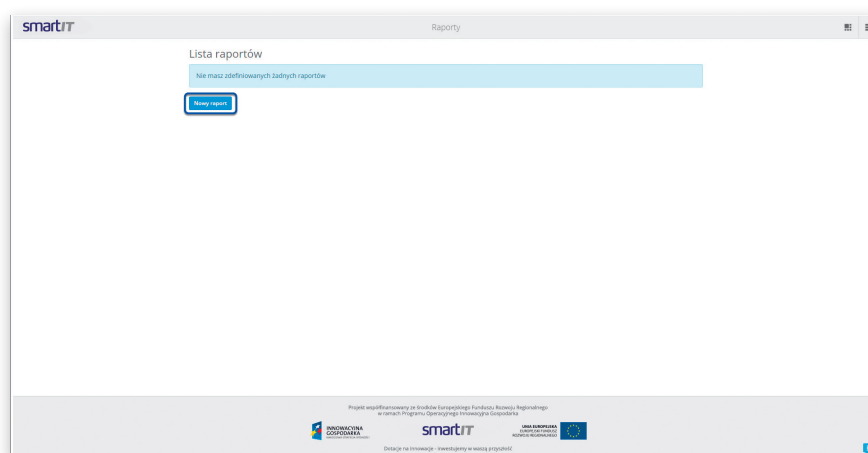 smartIT
Raporty
Lista raportów
Nie masz zdefiniowanych żadnych raportów
Nowy raport
Projekt współfinansowany ze środków Europejskiego Funduszu Rozwoju Regionalnego
w ramach Programu Operacyjnego Innowacyjna Gospodarka
INNOWACYJNA
GOSPODARKA
smartIT
UNIA EUROPEJSKA
EUROPEJSKI FUNDUSZ
ROZWOJU REGIONALNEGO
Dotacje na innowacje - inwestujemy w waszą przyszłość